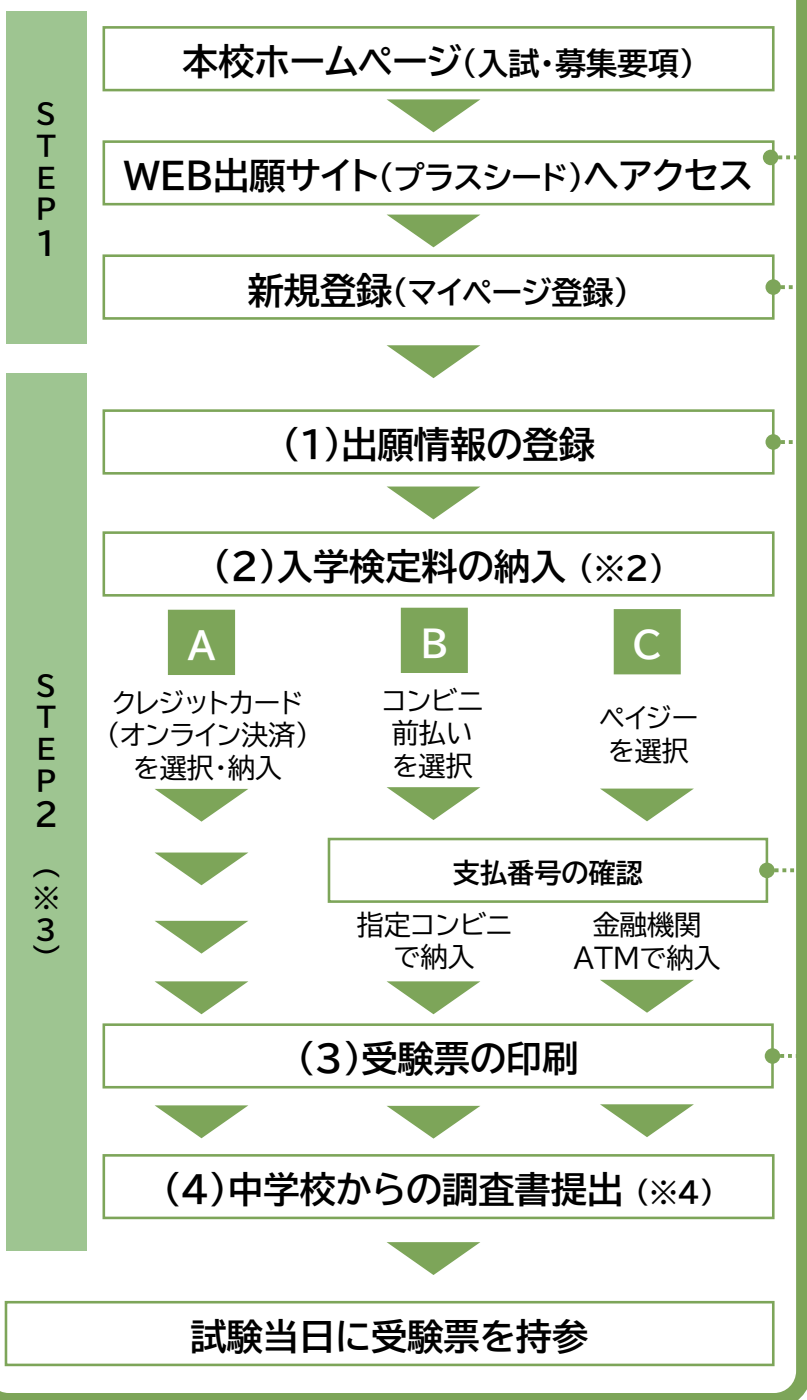 STEP1
本校ホームページ(入試・募集要項)
WEB出願サイト(プラスシード)へアクセス
新規登録(マイページ登録)
STEP2(※3)
(1)出願情報の登録
(2)入学検定料の納入(※2)
A
クレジットカード
(オンライン決済)
を選択・納入
B
コンビニ
前払い
を選択
C
ペイジー
を選択
支払番号の確認
指定コンビニ
で納入
金融機関
ATMで納入
(3)受験票の印刷
(4)中学校からの調査書提出(※4)
試験当日に受験票を持参